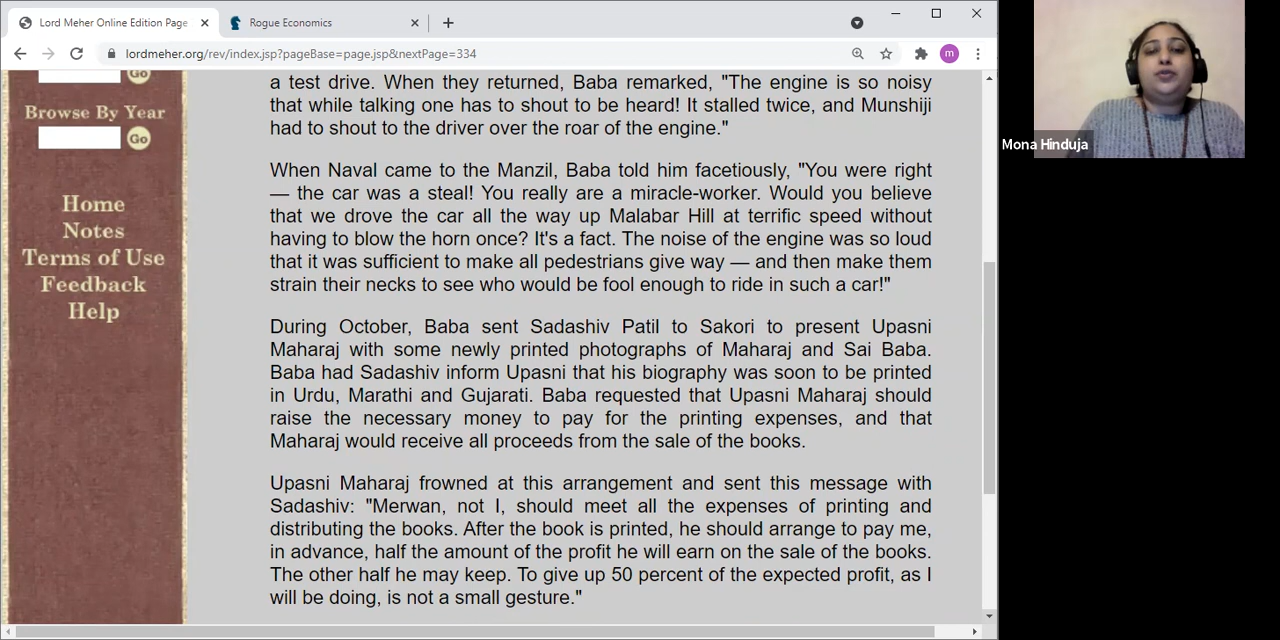 Lord Meher Online Edition Page
Rogue Economics
lordmeher.org/rev/index.jsp?pageBase=page.jsp&nextPage=334
m
Go
Browse By Year
Go
Home
Notes
Terms of Use
Feedback
Help
a test drive. When they returned, Baba remarked, "The engine is so noisy
that while talking one has to shout to be heard! It stalled twice, and Munshiji
had to shout to the driver over the roar of the engine."
When Naval came to the Manzil, Baba told him facetiously, "You were right
— the car was a steal! You really are a miracle-worker. Would you believe
that we drove the car all the way up Malabar Hill at terrific speed without
having to blow the horn once? It's a fact. The noise of the engine was so loud
that it was sufficient to make all pedestrians give way — and then make them
strain their necks to see who would be fool enough to ride in such a car!"
During October, Baba sent Sadashiv Patil to Sakori to present Upasni
Maharaj with some newly printed photographs of Maharaj and Sai Baba.
Baba had Sadashiv inform Upasni that his biography was soon to be printed
in Urdu, Marathi and Gujarati. Baba requested that Upasni Maharaj should
raise the necessary money to pay for the printing expenses, and that
Maharaj would receive all proceeds from the sale of the books.
Upasni Maharaj frowned at this arrangement and sent this message with
Sadashiv: "Merwan, not I, should meet all the expenses of printing and
distributing the books. After the book is printed, he should arrange to pay me,
in advance, half the amount of the profit he will earn on the sale of the books.
The other half he may keep. To give up 50 percent of the expected profit, as I
will be doing, is not a small gesture."
Mona Hinduja